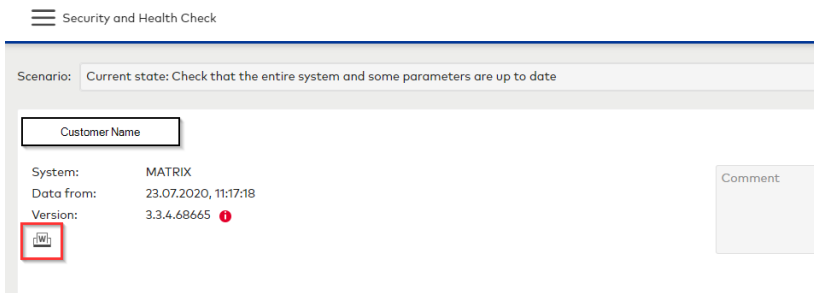 Security and Health Check
Scenario: Current state: Check that the entire system and some parameters are up to date
Customer Name
System: MATRIX
Data from: 23.07.2020, 11:17:18
Version: 3.3.4.68665 i
Comment
W